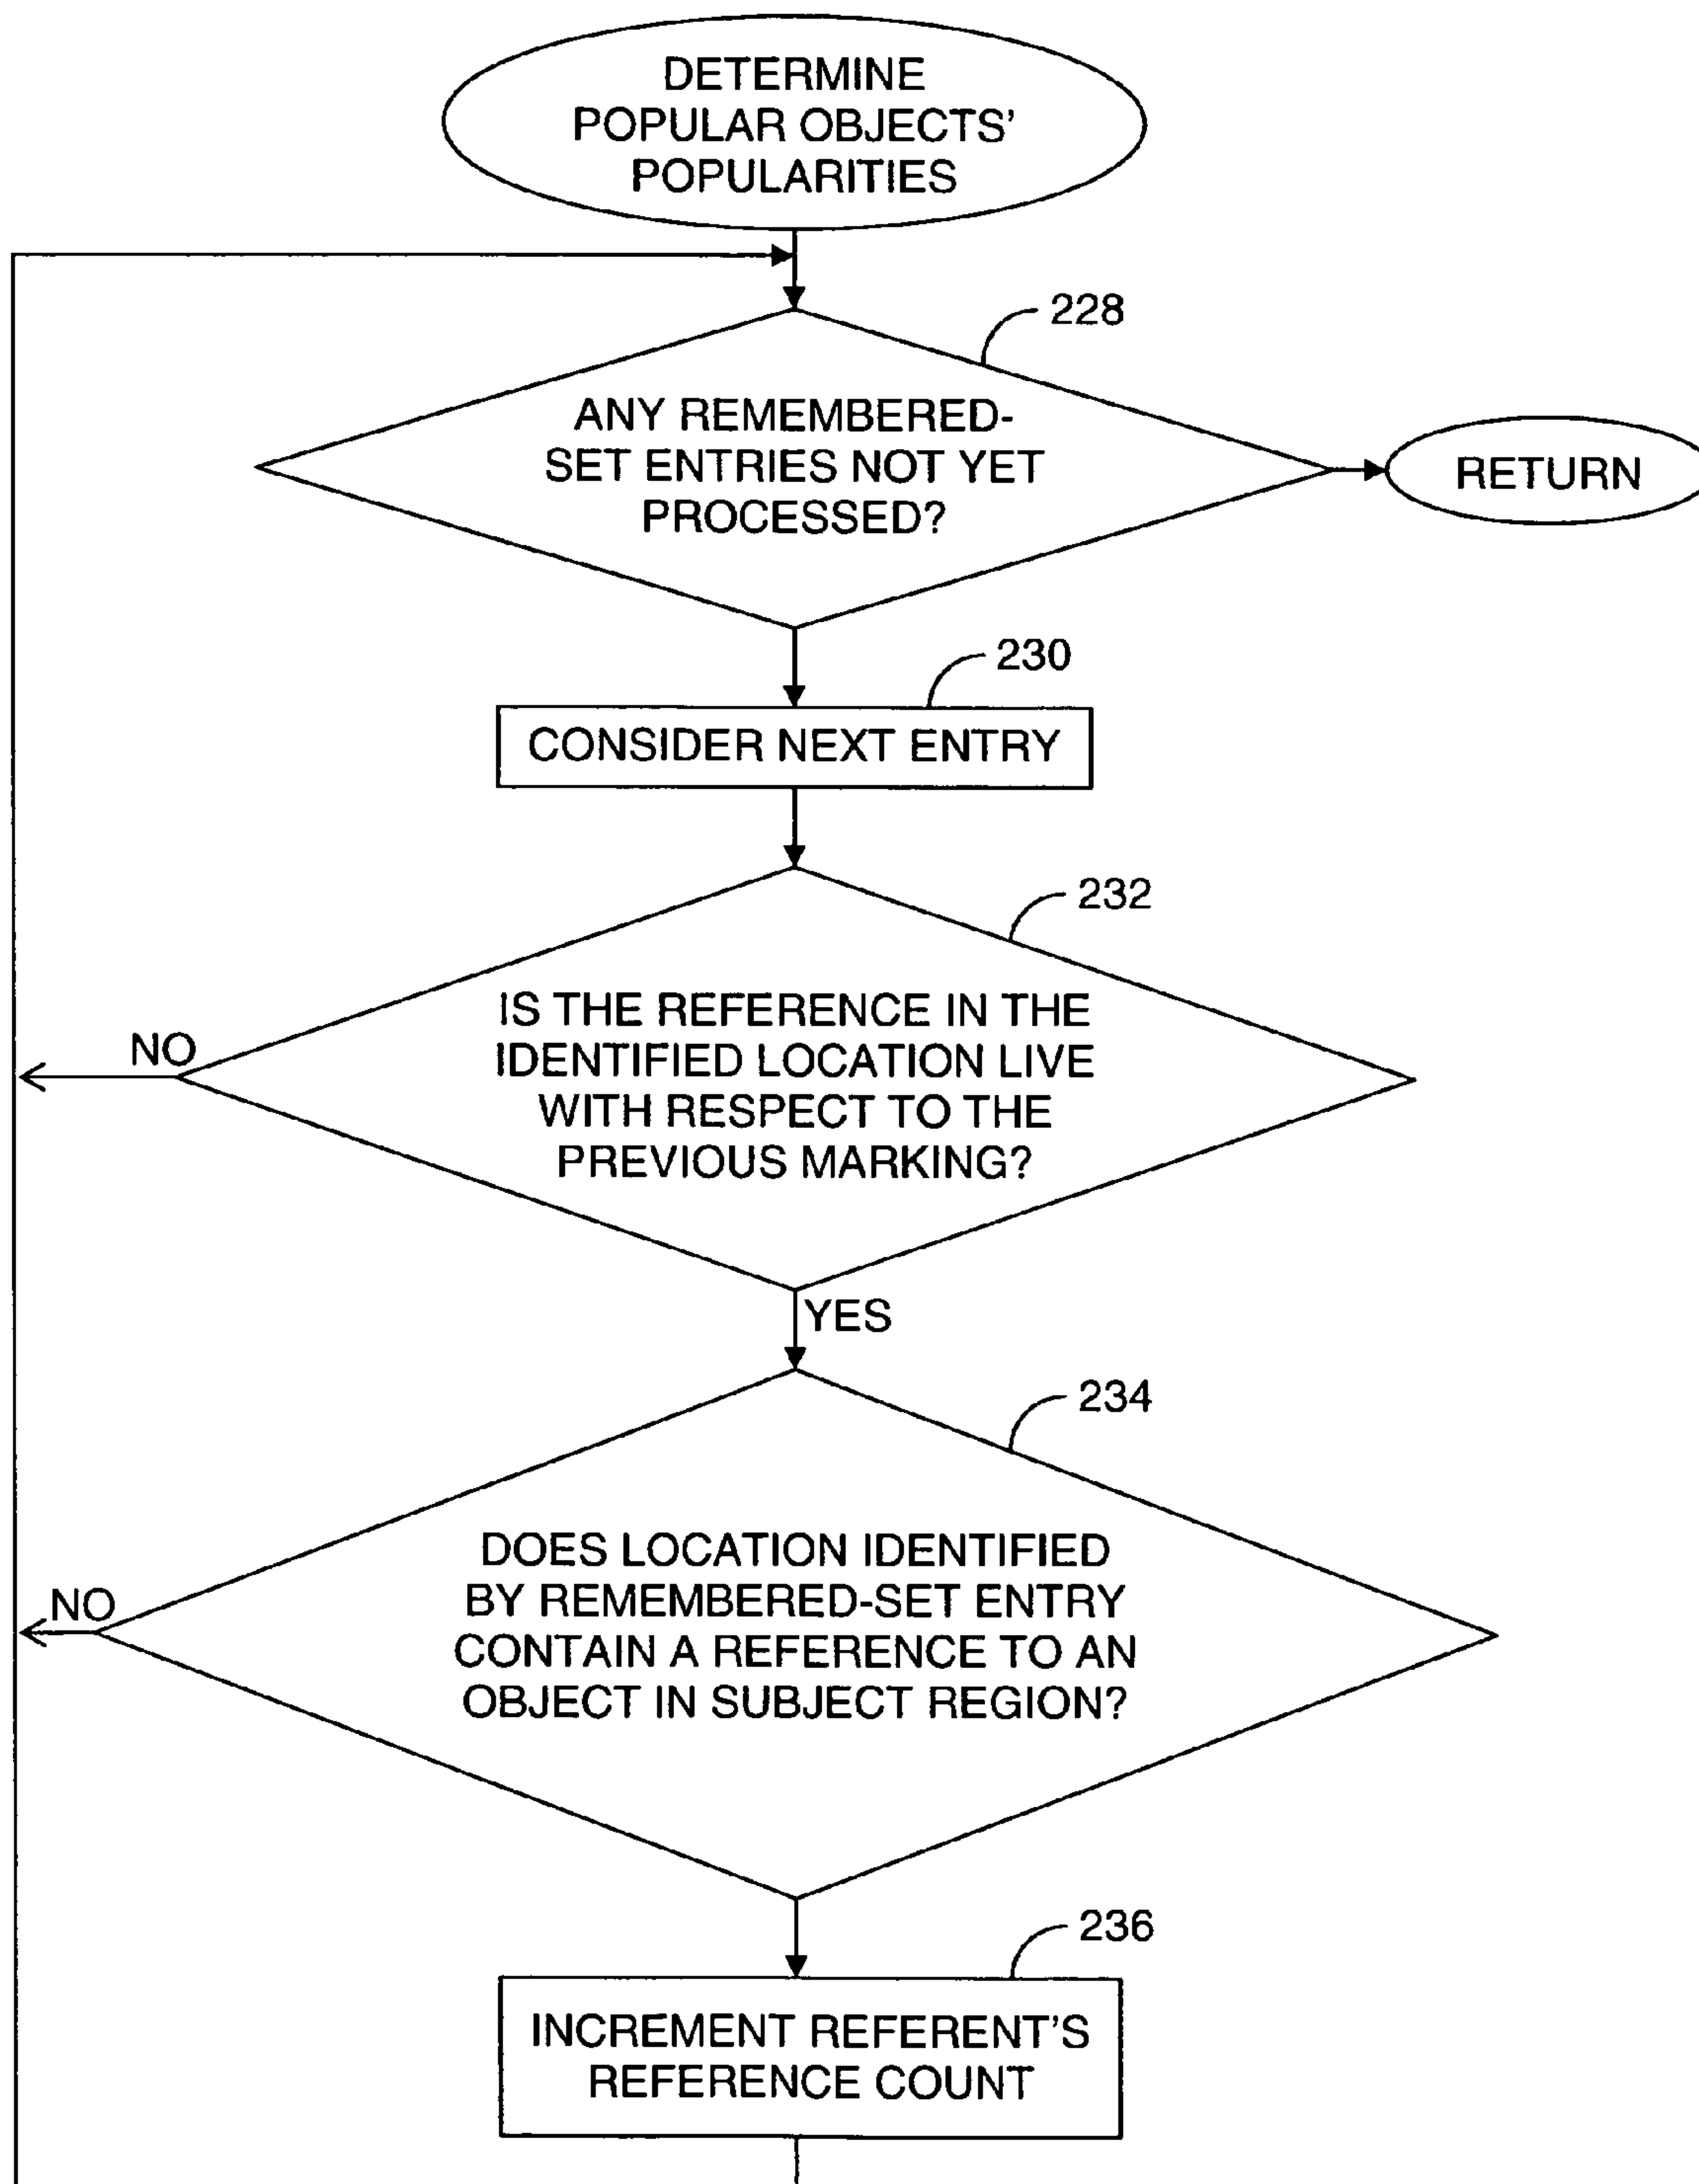 DETERMINE
POPULAR OBJECTS'
POPULARITIES
228
ANY REMEMBERED-
SET ENTRIES NOT YET
PROCESSED?
RETURN
230
CONSIDER NEXT ENTRY
232
IS THE REFERENCE IN THE
IDENTIFIED LOCATION LIVE
WITH RESPECT TO THE
PREVIOUS MARKING?
NO
YES
234
DOES LOCATION IDENTIFIED
BY REMEMBERED-SET ENTRY
CONTAIN A REFERENCE TO AN
OBJECT IN SUBJECT REGION?
NO
236
INCREMENT REFERENT'S
REFERENCE COUNT